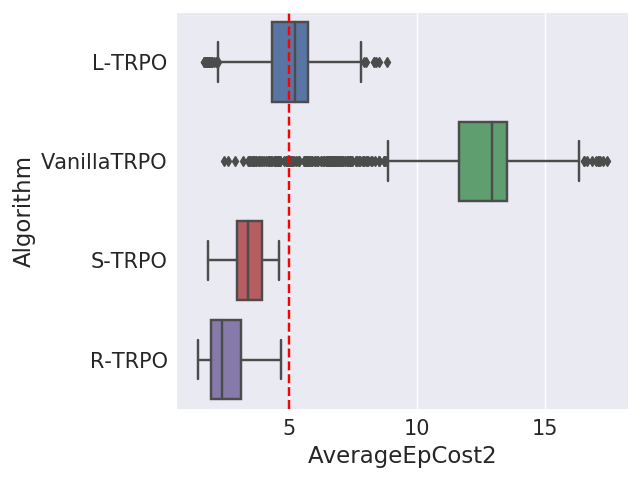 L-TRPO
VanillaTRPO
S-TRPO
R-TRPO
Algorithm
5 10 15
AverageEpCost2